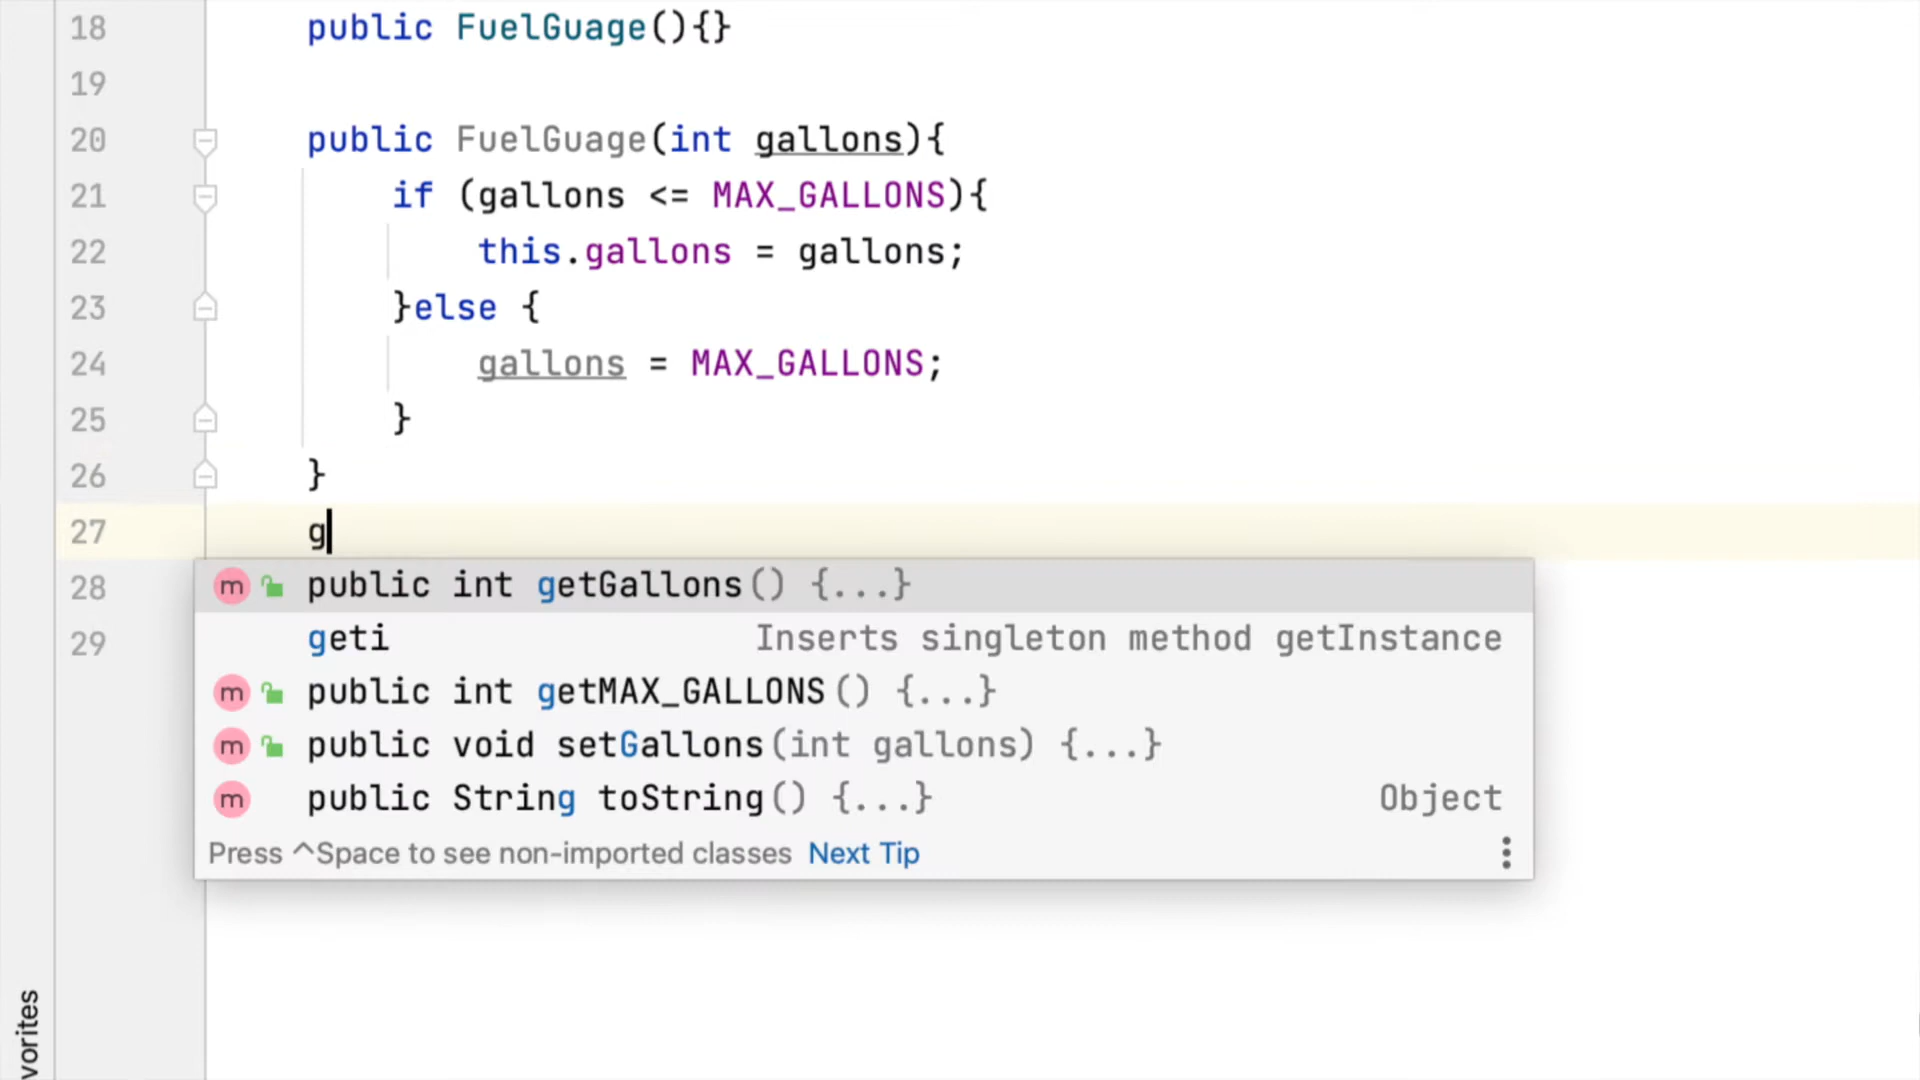 18 public FuelGuage(){}
19
20 public FuelGuage(int gallons){
21 if (gallons <= MAX_GALLONS){
22 this.gallons = gallons;
23 }else {
24 gallons = MAX_GALLONS;
25 }
26 }
27 g
28 m public int getGallons() {...}
29 geti Inserts singleton method getInstance
m public int getMAX_GALLONS() {...}
m public void setGallons(int gallons) {...}
m public String toString() {...} Object
Press ^Space to see non-imported classes Next Tip
vorites